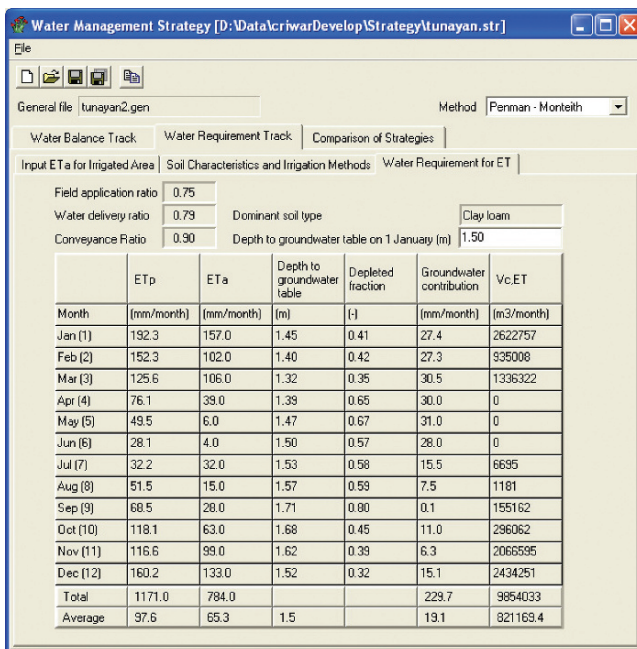 Water Management Strategy [D:\Data\criwarDevelop\Strategy\tunayan.str]
File
General file tunayan2.gen Method Penman - Monteith
Water Balance Track Water Requirement Track Comparison of Strategies
Input ETa for Irrigated Area Soil Characteristics and Irrigation Methods Water Requirement for ET
Field application ratio 0.75
Water delivery ratio 0.79 Dominant soil type Clay loam
Conveyance Ratio 0.90 Depth to groundwater table on 1 January (m) 1.50
ETp ETa Depth to groundwater table Depleted fraction Groundwater contribution Vc,ET
Month (mm/month) (mm/month) (m) (-) (mm/month) (m3/month)
Jan (1) 192.3 157.0 1.45 0.41 27.4 2622757
Feb (2) 152.3 102.0 1.40 0.42 27.3 935008
Mar (3) 125.6 106.0 1.32 0.35 30.5 1336322
Apr (4) 76.1 39.0 1.39 0.65 30.0 0
May (5) 49.5 6.0 1.47 0.67 31.0 0
Jun (6) 28.1 4.0 1.50 0.57 28.0 0
Jul (7) 32.2 32.0 1.53 0.58 15.5 6695
Aug (8) 51.5 15.0 1.57 0.59 7.5 1181
Sep (9) 68.5 28.0 1.71 0.80 0.1 155162
Oct (10) 118.1 63.0 1.68 0.45 11.0 296062
Nov (11) 116.6 99.0 1.62 0.39 6.3 2066595
Dec (12) 160.2 133.0 1.52 0.32 15.1 2434251
Total 1171.0 784.0 229.7 9854033
Average 97.6 65.3 1.5 19.1 821169.4